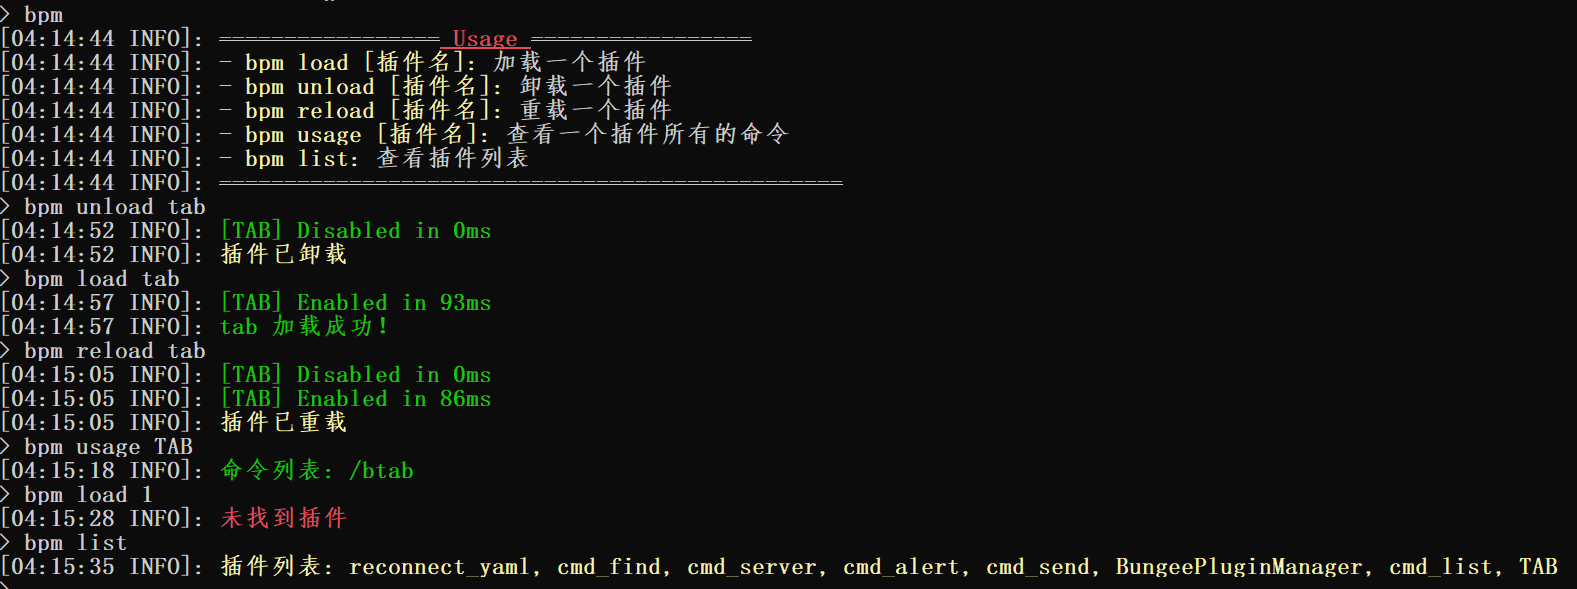 > bpm
[04:14:44 INFO]: ================= Usage =================
[04:14:44 INFO]: - bpm load [插件名]: 加载一个插件
[04:14:44 INFO]: - bpm unload [插件名]: 卸载一个插件
[04:14:44 INFO]: - bpm reload [插件名]: 重载一个插件
[04:14:44 INFO]: - bpm usage [插件名]: 查看一个插件所有的命令
[04:14:44 INFO]: - bpm list: 查看插件列表
[04:14:44 INFO]: ================================================
> bpm unload tab
[04:14:52 INFO]: [TAB] Disabled in 0ms
[04:14:52 INFO]: 插件已卸载
> bpm load tab
[04:14:57 INFO]: [TAB] Enabled in 93ms
[04:14:57 INFO]: tab 加载成功!
> bpm reload tab
[04:15:05 INFO]: [TAB] Disabled in 0ms
[04:15:05 INFO]: [TAB] Enabled in 86ms
[04:15:05 INFO]: 插件已重载
> bpm usage TAB
[04:15:18 INFO]: 命令列表: /btab
> bpm load 1
[04:15:28 INFO]: 未找到插件
> bpm list
[04:15:35 INFO]: 插件列表: reconnect_yaml, cmd_find, cmd_server, cmd_alert, cmd_send, BungeePluginManager, cmd_list, TAB